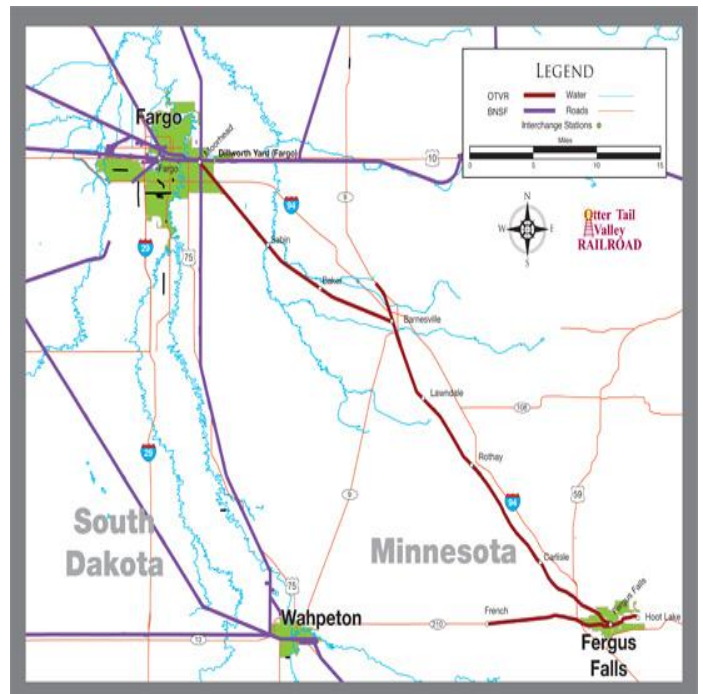 LEGEND
OTVR Water
BNSF Roads
Interchange Stations
Miles
0 5 10 15
N
W E
S
Otter Tail
Valley
RAILROAD
Fargo
Moorhead
Dillworth Yard (Fargo)
Fargo
10
9
94
29
75
Sabin
Baker
Barnesville
Lawndale
108
Rothay
29
9
94
59
South
Dakota
Minnesota
Carlisle
75
Wahpeton
French
Fergus Falls
Hoot Lake
210
13
Fergus
Falls